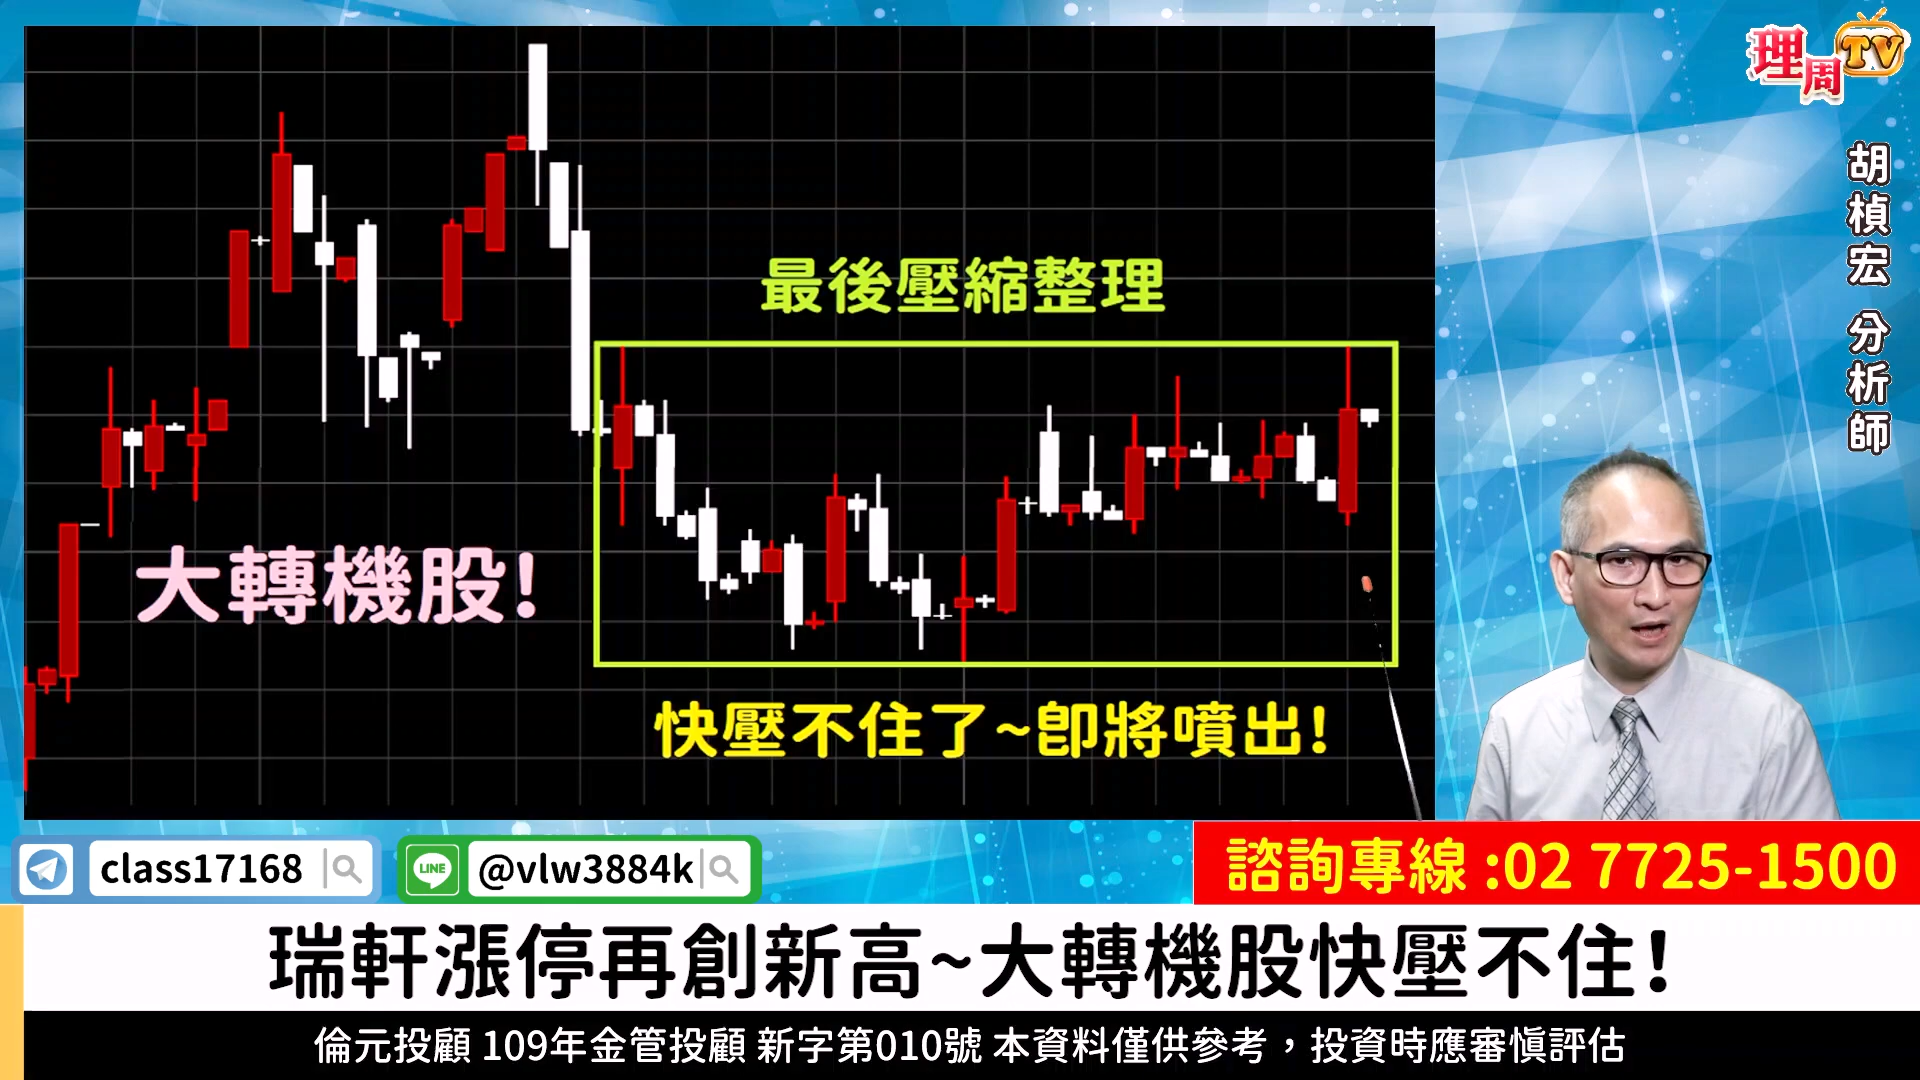 理周TV
胡楨宏 分析師
最後壓縮整理
大轉機股!
快壓不住了~即將噴出!
class17168
LINE
@vlw3884k
諮詢專線 :02 7725-1500
瑞軒漲停再創新高~大轉機股快壓不住!
倫元投顧 109年金管投顧 新字第010號 本資料僅供參考，投資時應審慎評估